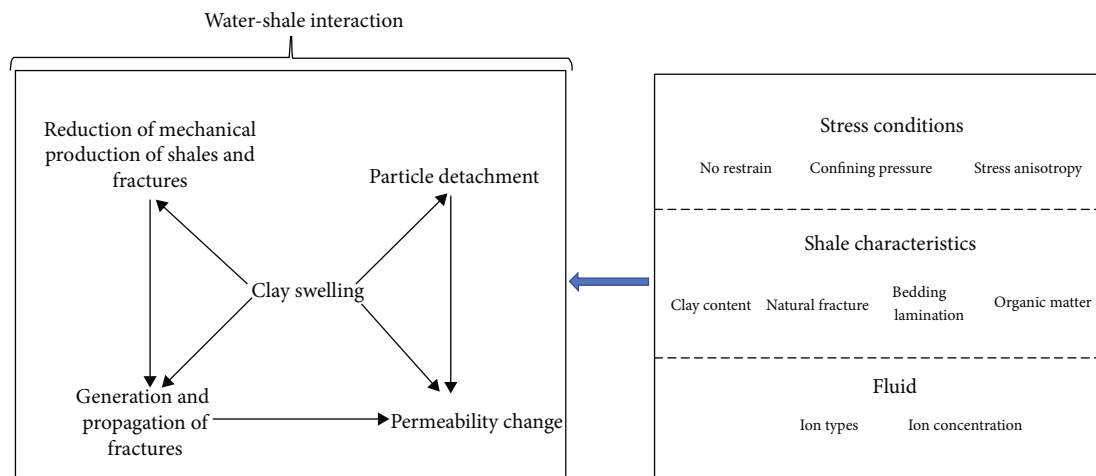 Water-shale interaction
Reduction of mechanical
production of shales and
fractures
Particle detachment
Clay swelling
Generation and
propagation of
fractures
Permeability change
Stress conditions
No restrain Confining pressure Stress anisotropy
Shale characteristics
Clay content Natural fracture Bedding
lamination Organic matter
Fluid
Ion types Ion concentration